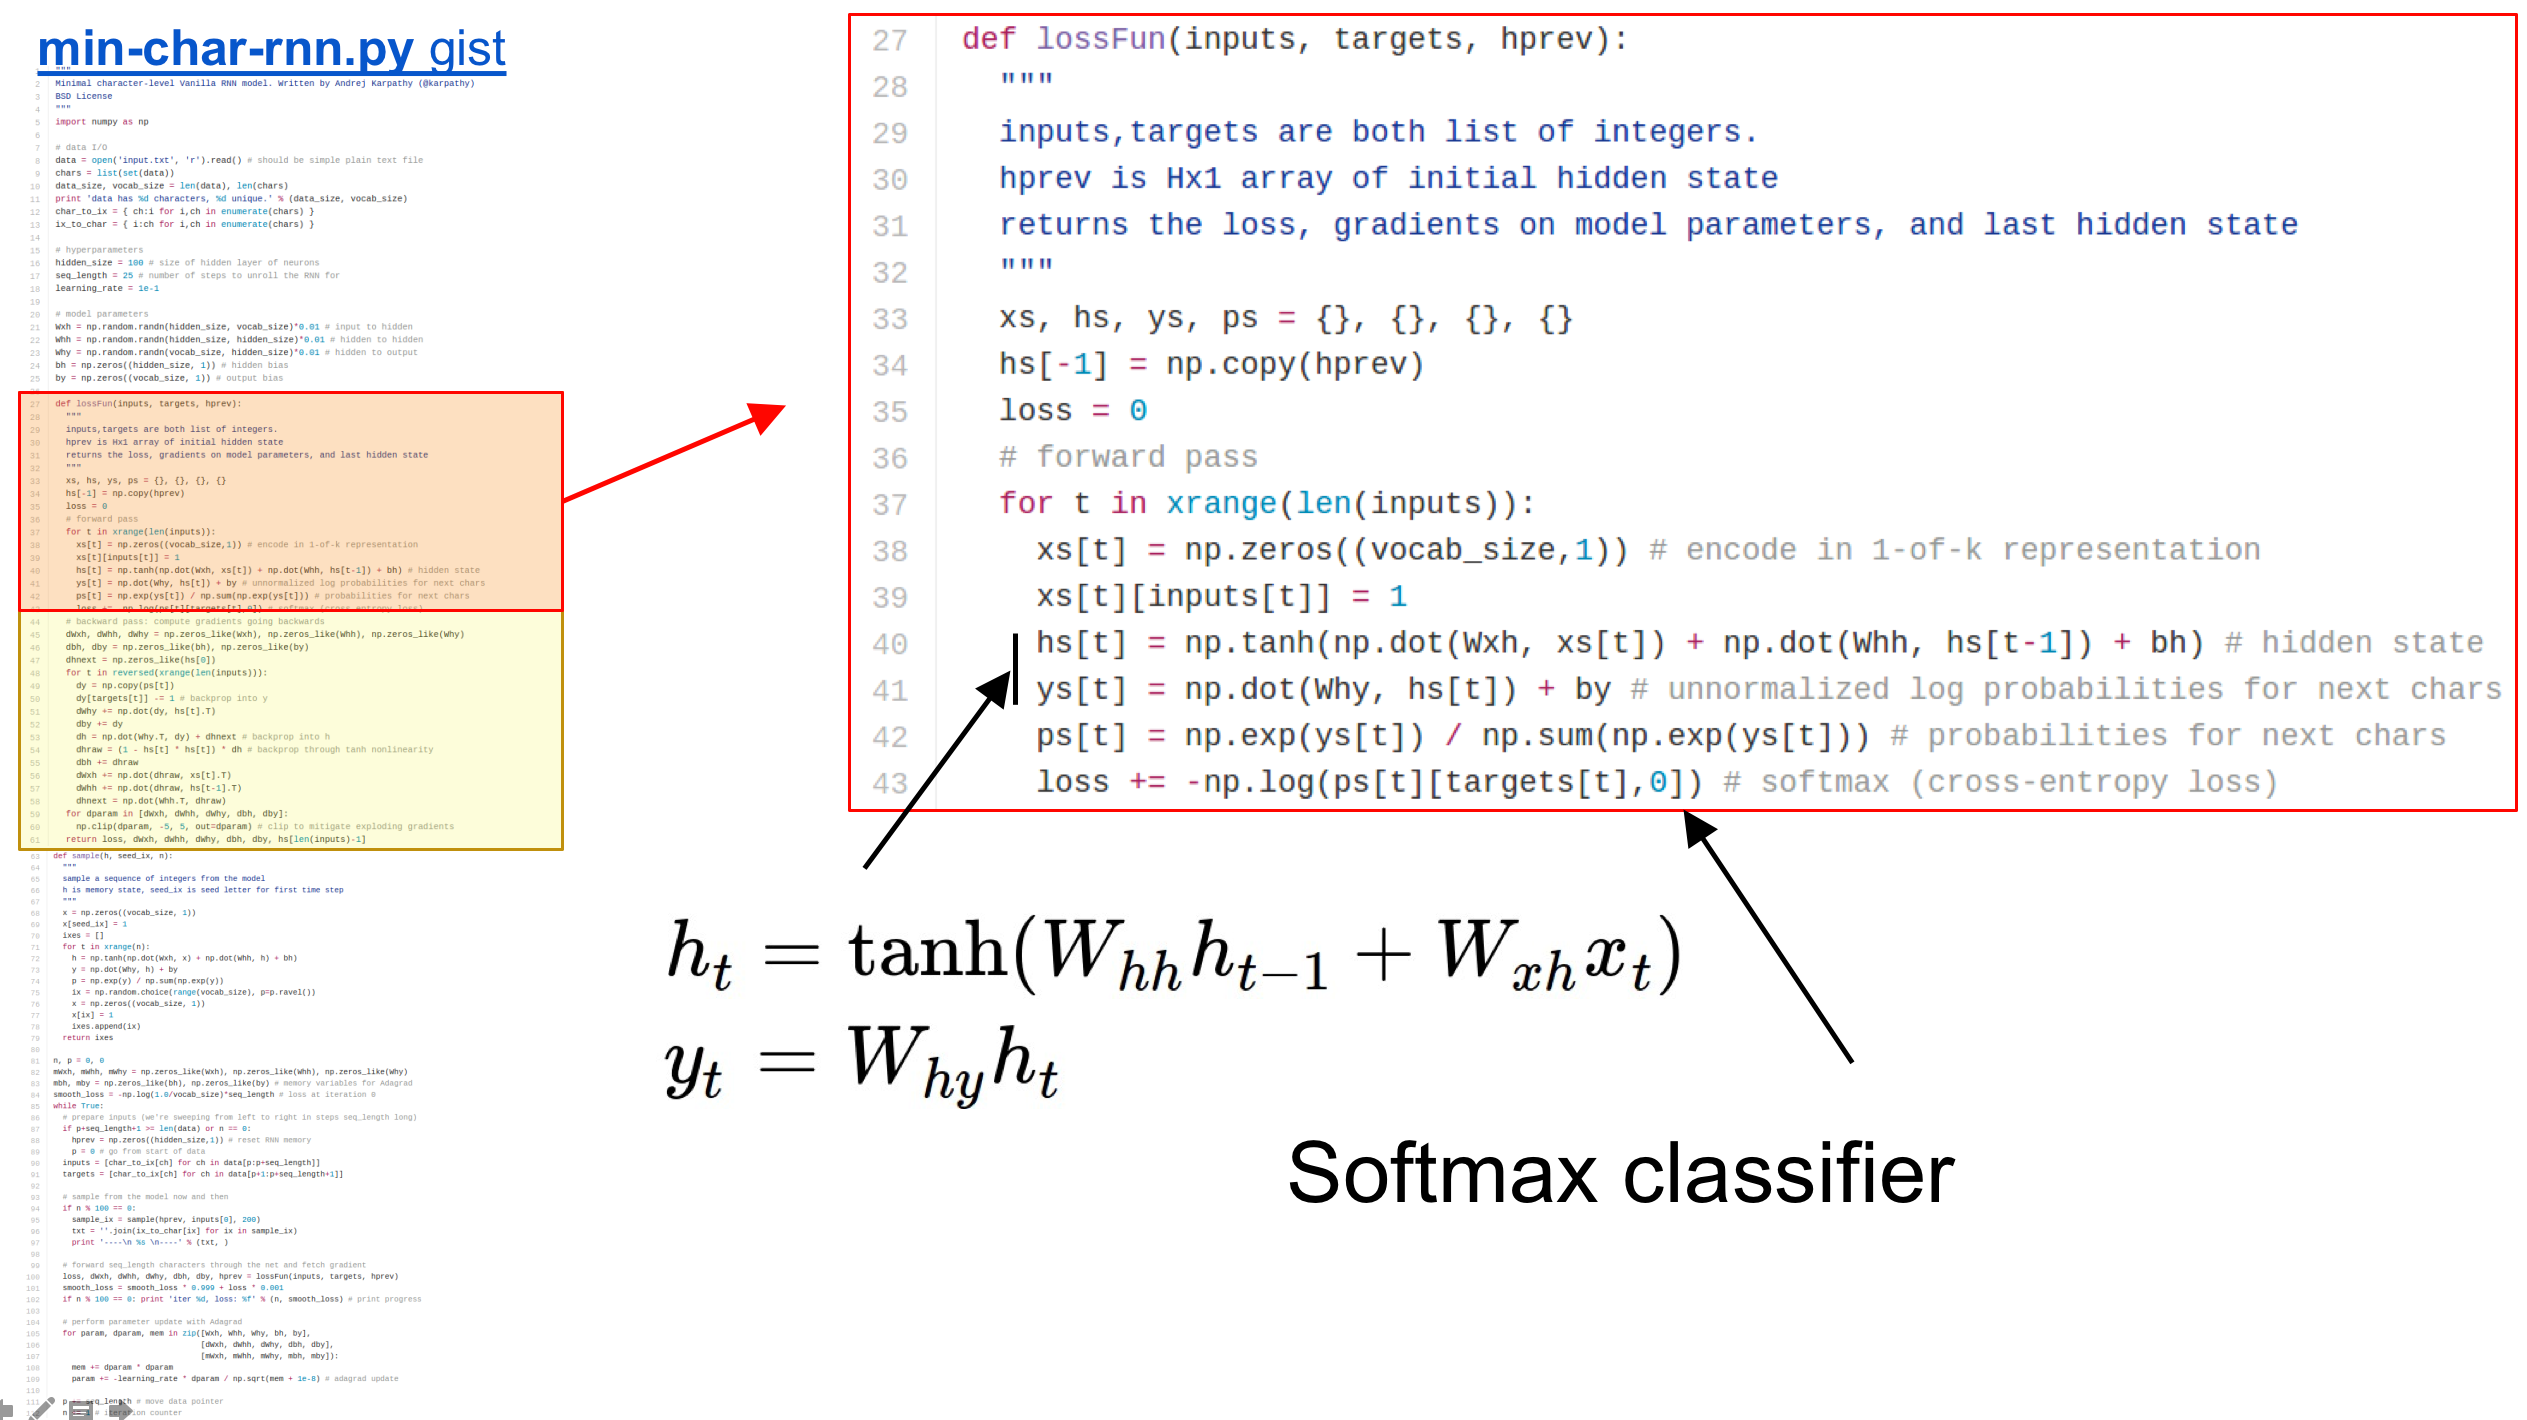 min-char-rnn.py gist
1 """
2 Minimal character-level Vanilla RNN model. Written by Andrej Karpathy (@karpathy)
3 BSD License
4 """
5 import numpy as np
6
7 # data I/O
8 data = open('input.txt', 'r').read() # should be simple plain text file
9 chars = list(set(data))
10 data_size, vocab_size = len(data), len(chars)
11 print 'data has %d characters, %d unique.' % (data_size, vocab_size)
12 char_to_ix = { ch:i for i,ch in enumerate(chars) }
13 ix_to_char = { i:ch for i,ch in enumerate(chars) }
14
15 # hyperparameters
16 hidden_size = 100 # size of hidden layer of neurons
17 seq_length = 25 # number of steps to unroll the RNN for
18 learning_rate = 1e-1
19
20 # model parameters
21 Wxh = np.random.randn(hidden_size, vocab_size)*0.01 # input to hidden
22 Whh = np.random.randn(hidden_size, hidden_size)*0.01 # hidden to hidden
23 Why = np.random.randn(vocab_size, hidden_size)*0.01 # hidden to output
24 bh = np.zeros((hidden_size, 1)) # hidden bias
25 by = np.zeros((vocab_size, 1)) # output bias
27 def lossFun(inputs, targets, hprev):
28 """
29 inputs,targets are both list of integers.
30 hprev is Hx1 array of initial hidden state
31 returns the loss, gradients on model parameters, and last hidden state
32 """
33 xs, hs, ys, ps = {}, {}, {}, {}
34 hs[-1] = np.copy(hprev)
35 loss = 0
36 # forward pass
37 for t in xrange(len(inputs)):
38 xs[t] = np.zeros((vocab_size,1)) # encode in 1-of-k representation
39 xs[t][inputs[t]] = 1
40 hs[t] = np.tanh(np.dot(Wxh, xs[t]) + np.dot(Whh, hs[t-1]) + bh) # hidden state
41 ys[t] = np.dot(Why, hs[t]) + by # unnormalized log probabilities for next chars
42 ps[t] = np.exp(ys[t]) / np.sum(np.exp(ys[t])) # probabilities for next chars
43 loss += -np.log(ps[t][targets[t],0]) # softmax (cross-entropy loss)
44 # backward pass: compute gradients going backwards
45 dWxh, dWhh, dWhy = np.zeros_like(Wxh), np.zeros_like(Whh), np.zeros_like(Why)
46 dbh, dby = np.zeros_like(bh), np.zeros_like(by)
47 dhnext = np.zeros_like(hs[0])
48 for t in reversed(xrange(len(inputs))):
49 dy = np.copy(ps[t])
50 dy[targets[t]] -= 1 # backprop into y
51 dWhy += np.dot(dy, hs[t].T)
52 dby += dy
53 dh = np.dot(Why.T, dy) + dhnext # backprop into h
54 dhraw = (1 - hs[t] * hs[t]) * dh # backprop through tanh nonlinearity
55 dbh += dhraw
56 dWxh += np.dot(dhraw, xs[t].T)
57 dWhh += np.dot(dhraw, hs[t-1].T)
58 dhnext = np.dot(Whh.T, dhraw)
59 for dparam in [dWxh, dWhh, dWhy, dbh, dby]:
60 np.clip(dparam, -5, 5, out=dparam) # clip to mitigate exploding gradients
61 return loss, dWxh, dWhh, dWhy, dbh, dby, hs[len(inputs)-1]
63 def sample(h, seed_ix, n):
64 """
65 sample a sequence of integers from the model
66 h is memory state, seed_ix is seed letter for first time step
67 """
68 x = np.zeros((vocab_size, 1))
69 x[seed_ix] = 1
70 ixes = []
71 for t in xrange(n):
72 h = np.tanh(np.dot(Wxh, x) + np.dot(Whh, h) + bh)
73 y = np.dot(Why, h) + by
74 p = np.exp(y) / np.sum(np.exp(y))
75 ix = np.random.choice(range(vocab_size), p=p.ravel())
76 x = np.zeros((vocab_size, 1))
77 x[ix] = 1
78 ixes.append(ix)
79 return ixes
80
81 n, p = 0, 0
82 mWxh, mWhh, mWhy = np.zeros_like(Wxh), np.zeros_like(Whh), np.zeros_like(Why)
83 mbh, mby = np.zeros_like(bh), np.zeros_like(by) # memory variables for Adagrad
84 smooth_loss = -np.log(1.0/vocab_size)*seq_length # loss at iteration 0
85 while True:
86 # prepare inputs (we're sweeping from left to right in steps seq_length long)
87 if p+seq_length+1 >= len(data) or n == 0:
88 hprev = np.zeros((hidden_size,1)) # reset RNN memory
89 p = 0 # go from start of data
90 inputs = [char_to_ix[ch] for ch in data[p:p+seq_length]]
91 targets = [char_to_ix[ch] for ch in data[p+1:p+seq_length+1]]
92
93 # sample from the model now and then
94 if n % 100 == 0:
95 sample_ix = sample(hprev, inputs[0], 200)
96 txt = ''.join(ix_to_char[ix] for ix in sample_ix)
97 print '----\n %s \n----' % (txt, )
98
99 # forward seq_length characters through the net and fetch gradient
100 loss, dWxh, dWhh, dWhy, dbh, dby, hprev = lossFun(inputs, targets, hprev)
101 smooth_loss = smooth_loss * 0.999 + loss * 0.001
102 if n % 100 == 0: print 'iter %d, loss: %f' % (n, smooth_loss) # print progress
103
104 # perform parameter update with Adagrad
105 for param, dparam, mem in zip([Wxh, Whh, Why, bh, by],
106 [dWxh, dWhh, dWhy, dbh, dby],
107 [mWxh, mWhh, mWhy, mbh, mby]):
108 mem += dparam * dparam
109 param += -learning_rate * dparam / np.sqrt(mem + 1e-8) # adagrad update
110
111 p += seq_length # move data pointer
n += 1 # iteration counter
27 def lossFun(inputs, targets, hprev):
28 """
29 inputs,targets are both list of integers.
30 hprev is Hx1 array of initial hidden state
31 returns the loss, gradients on model parameters, and last hidden state
32 """
33 xs, hs, ys, ps = {}, {}, {}, {}
34 hs[-1] = np.copy(hprev)
35 loss = 0
36 # forward pass
37 for t in xrange(len(inputs)):
38 xs[t] = np.zeros((vocab_size,1)) # encode in 1-of-k representation
39 xs[t][inputs[t]] = 1
40 hs[t] = np.tanh(np.dot(Wxh, xs[t]) + np.dot(Whh, hs[t-1]) + bh) # hidden state
41 ys[t] = np.dot(Why, hs[t]) + by # unnormalized log probabilities for next chars
42 ps[t] = np.exp(ys[t]) / np.sum(np.exp(ys[t])) # probabilities for next chars
43 loss += -np.log(ps[t][targets[t],0]) # softmax (cross-entropy loss)
h_t = tanh(W_{hh}h_{t−1} + W_{xh}x_t)
y_t = W_{hy}h_t
Softmax classifier